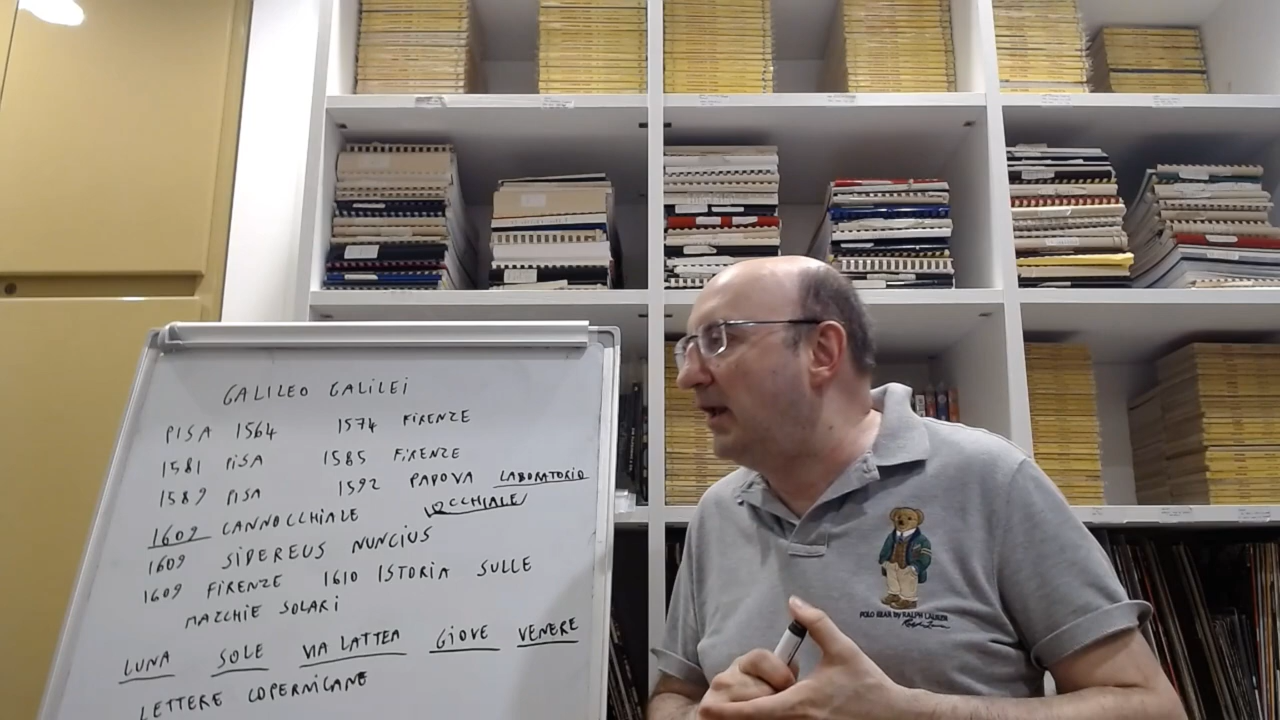 GALILEO GALILEI
PISA 1564 1574 FIRENZE
1581 PISA 1585 FIRENZE
1589 PISA 1592 PADOVA LABORATORIO
1609 CANNOCCHIALE OCCHIALE
1609 SIDEREUS NUNCIUS
1609 FIRENZE 1610 ISTORIA SULLE
MACCHIE SOLARI
LUNA SOLE VIA LATTEA GIOVE VENERE
LETTERE COPERNICANE
POLO BEAR BY RALPH LAUREN
Ralph Lauren